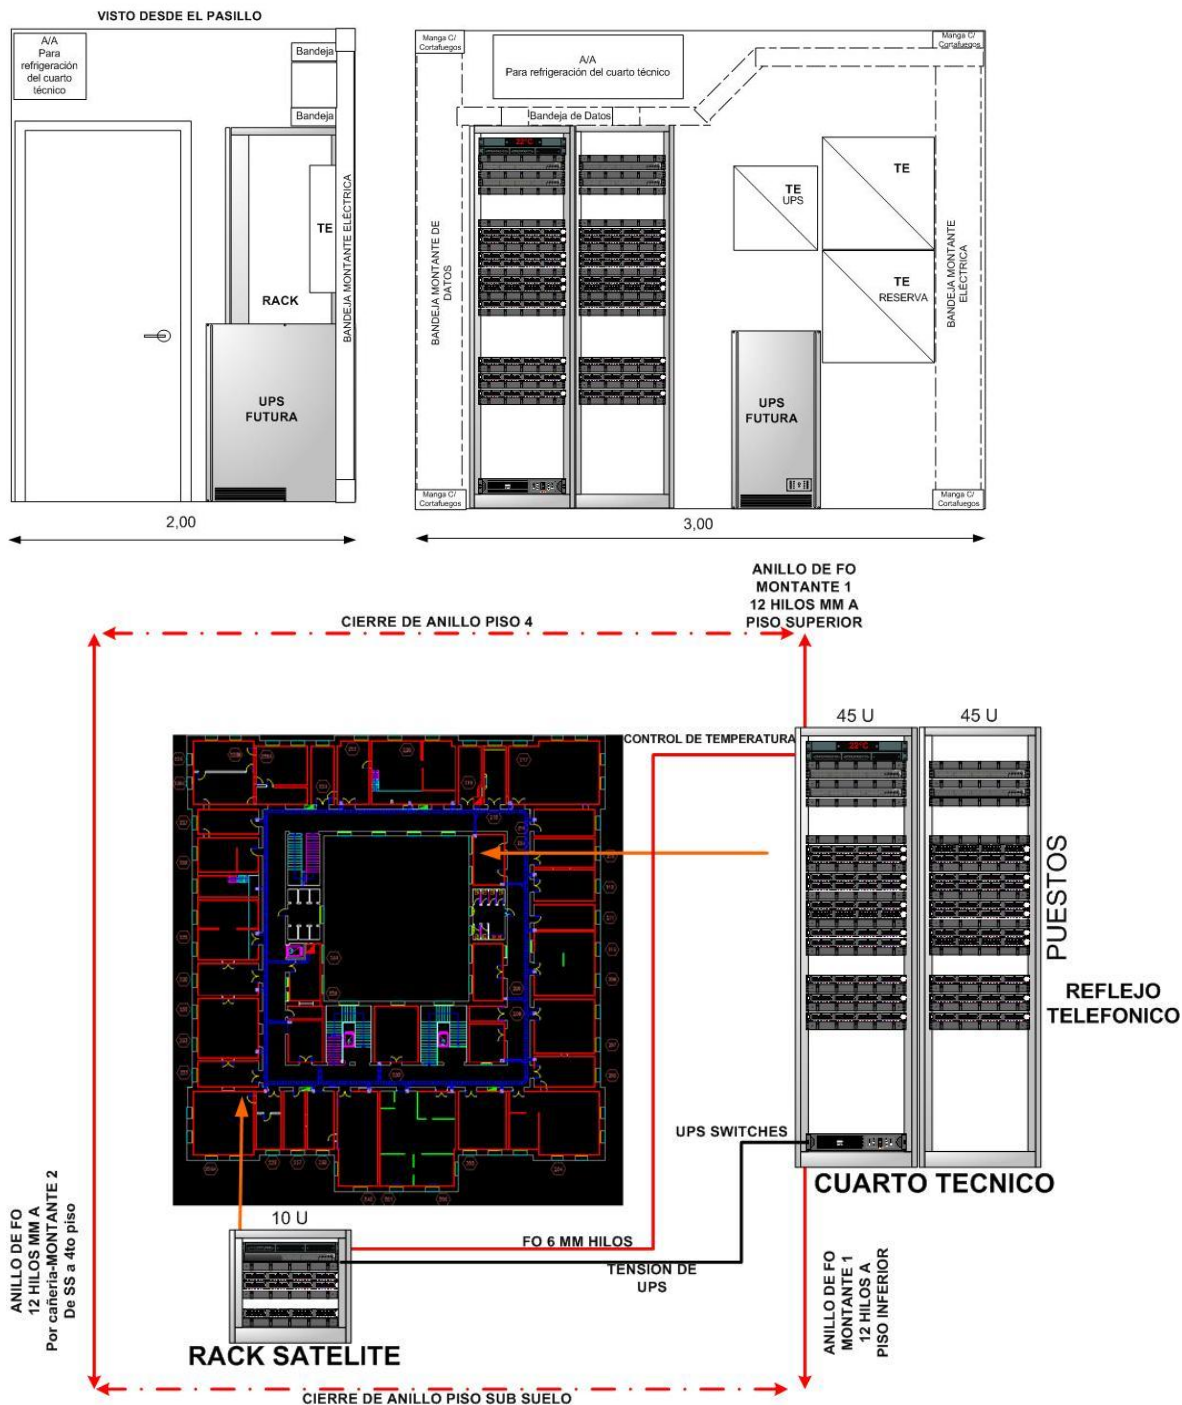 VISTO DESDE EL PASILLO
A/A
Para
refrigeración
del cuarto
técnico
Bandeja
Bandeja
TE
BANDEJA MONTANTE ELÉCTRICA
RACK
UPS
FUTURA
2,00
Manga C/
Cortafuegos
A/A
Para refrigeración del cuarto técnico
Manga C/
Cortafuegos
Bandeja de Datos
22°C
BANDEJA MONTANTE DE
DATOS
TE
UPS
TE
TE
RESERVA
BANDEJA MONTANTE
ELÉCTRICA
UPS
FUTURA
Manga C/
Cortafuegos
Manga C/
Cortafuegos
3,00
ANILLO DE FO
MONTANTE 1
12 HILOS MM A
PISO SUPERIOR
CIERRE DE ANILLO PISO 4
45 U
45 U
CONTROL DE TEMPERATURA
22°C
PUESTOS
REFLEJO
TELEFONICO
UPS SWITCHES
CUARTO TECNICO
10 U
FO 6 MM HILOS
TENSION DE
UPS
RACK SATELITE
ANILLO DE FO
12 HILOS MM A
Por cañeria-MONTANTE 2
De SS a 4to piso
ANILLO DE FO
MONTANTE 1
12 HILOS A
PISO INFERIOR
CIERRE DE ANILLO PISO SUB SUELO